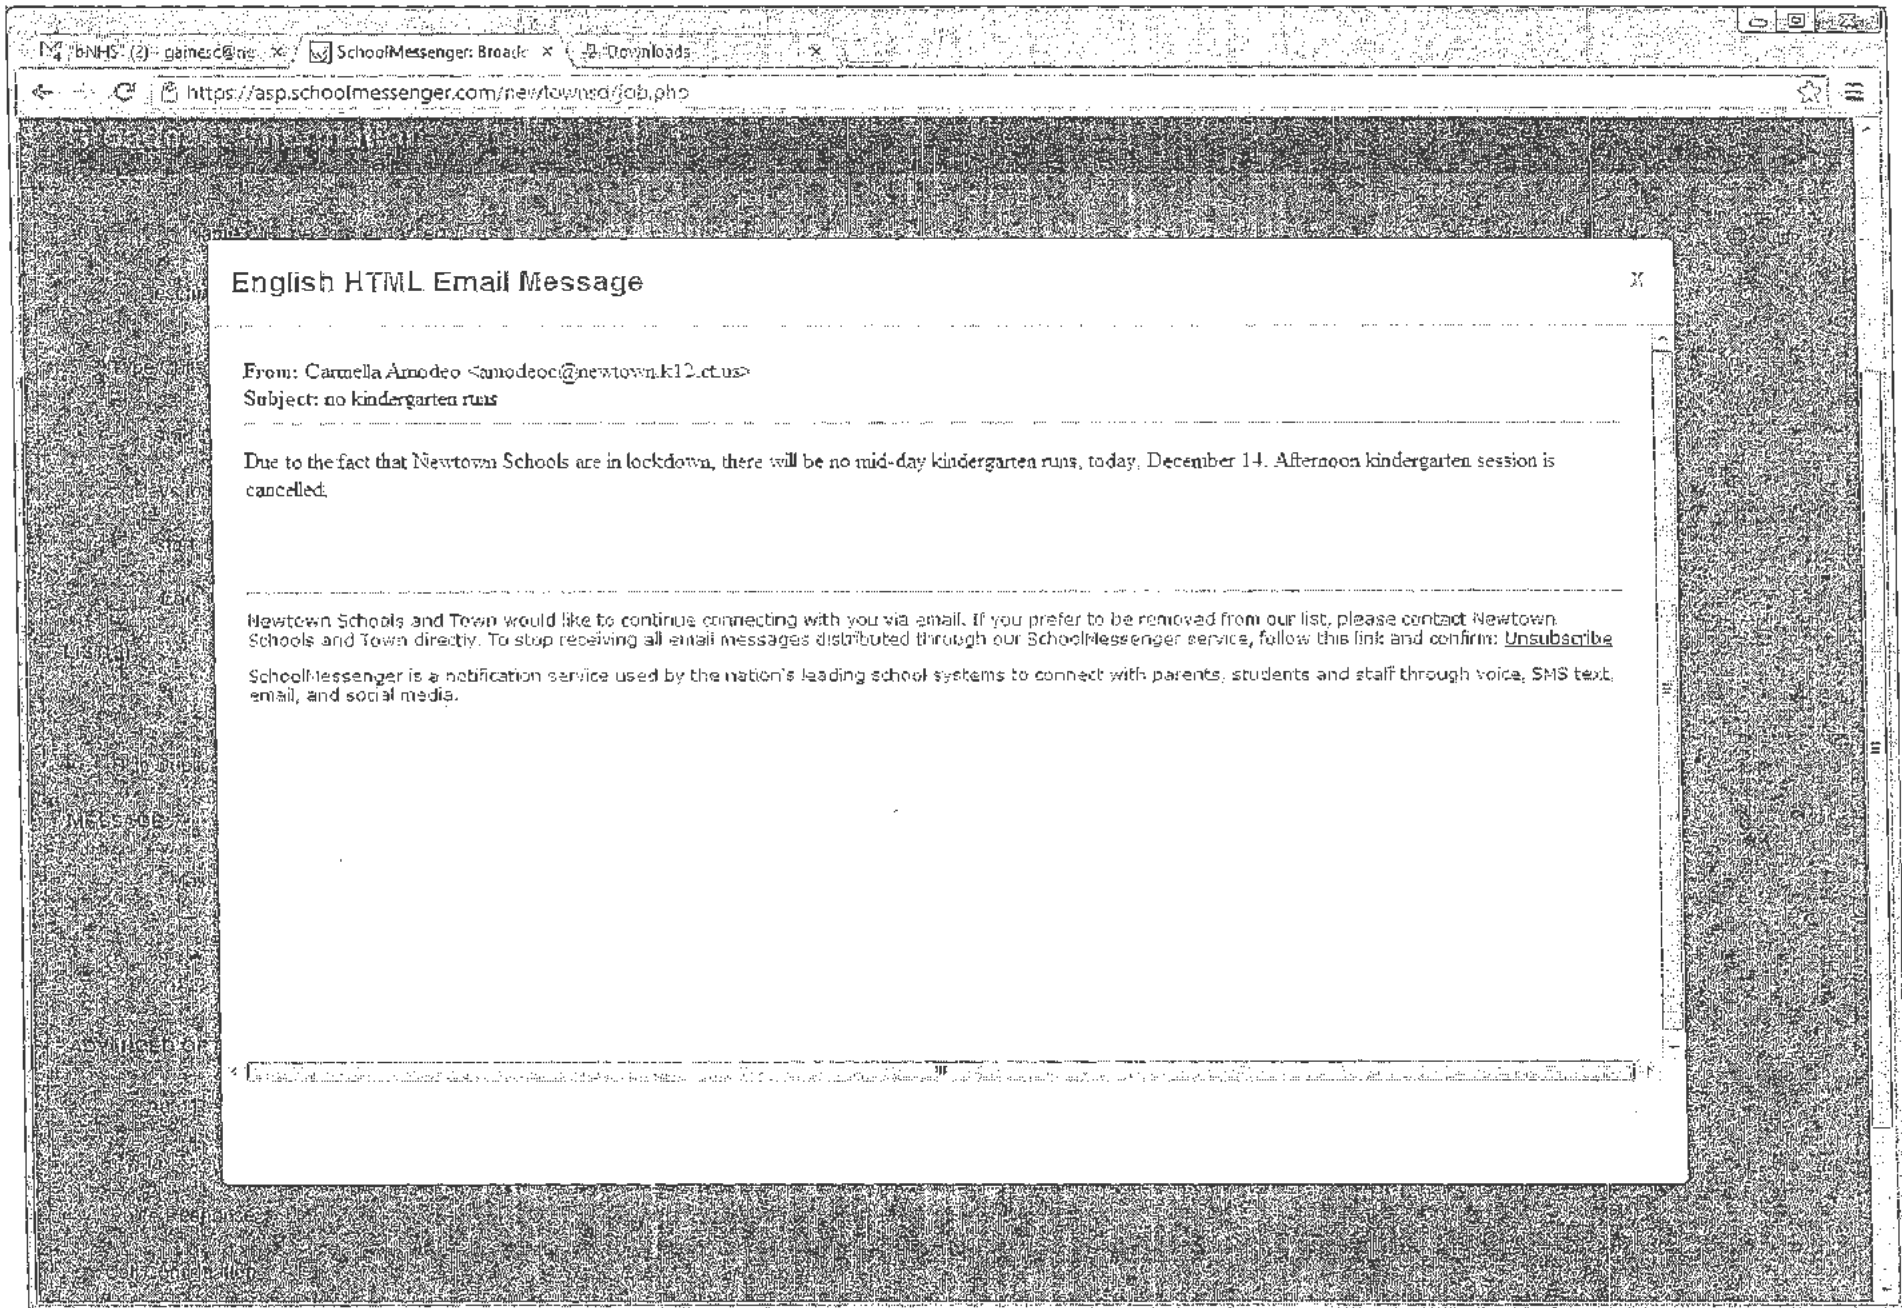 SchoolMessenger: Broadc
Downloads
https://asp.schoolmessenger.com/newtownsd/job.php
English HTML Email Message
X
From: Carmella Amodeo <amodeoc@newtown.k12.ct.us>
Subject: no kindergarten runs
Due to the fact that Newtown Schools are in lockdown, there will be no mid-day kindergarten runs, today, December 14. Afternoon kindergarten session is
cancelled.
Newtown Schools and Town would like to continue connecting with you via email. If you prefer to be removed from our list, please contact Newtown
Schools and Town directly. To stop receiving all email messages distributed through our SchoolMessenger service, follow this link and confirm: Unsubscribe
SchoolMessenger is a notification service used by the nation's leading school systems to connect with parents, students and staff through voice, SMS text,
email, and social media.
MESSAGE